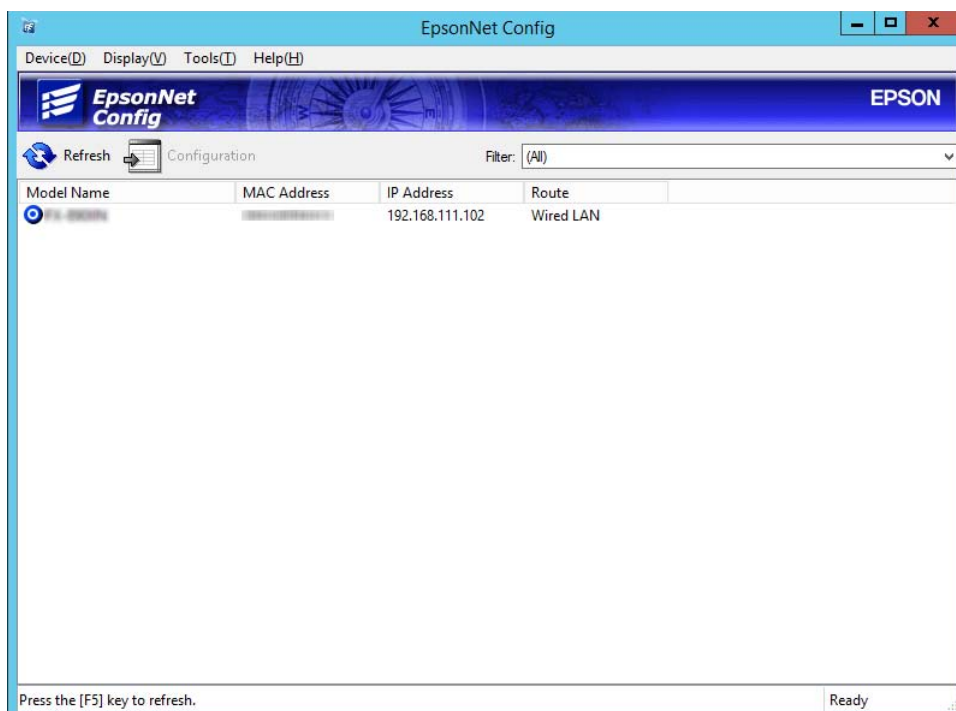 EpsonNet Config
Device(D) Display(V) Tools(T) Help(H)
EpsonNet
Config
EPSON
Refresh Configuration Filter: (All)
Model Name MAC Address IP Address Route
192.168.111.102 Wired LAN
Press the [F5] key to refresh. Ready